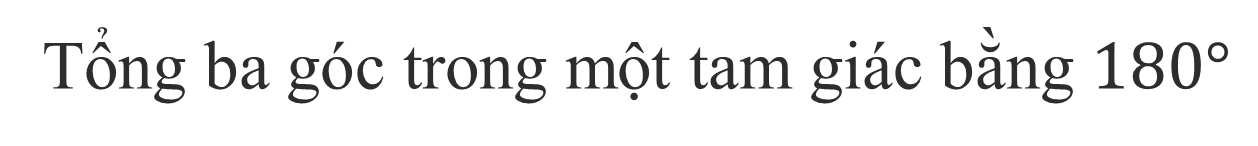 Tổng ba góc trong một tam giác bằng 180°